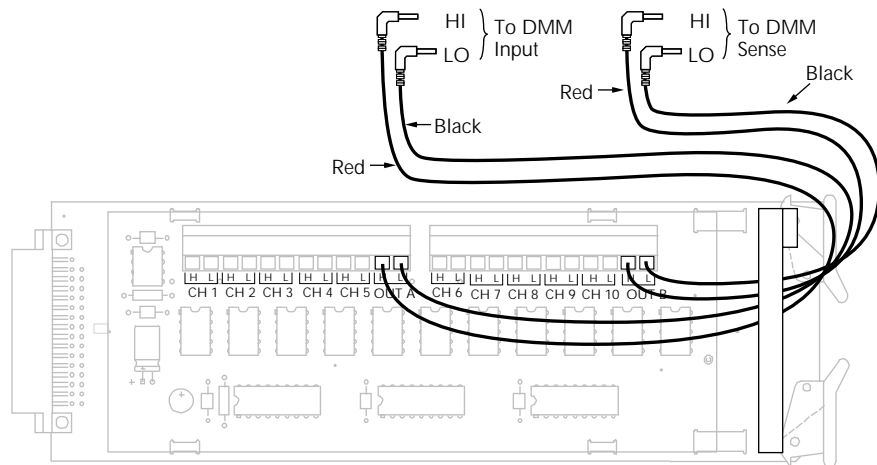 HI
LO
To DMM
Input
HI
LO
To DMM
Sense
Black
Red
Black
Red
H L H L H L H L H L H L H L H L H L H L H L H L
CH 1 CH 2 CH 3 CH 4 CH 5 OUT A CH 6 CH 7 CH 8 CH 9 CH 10 OUT B